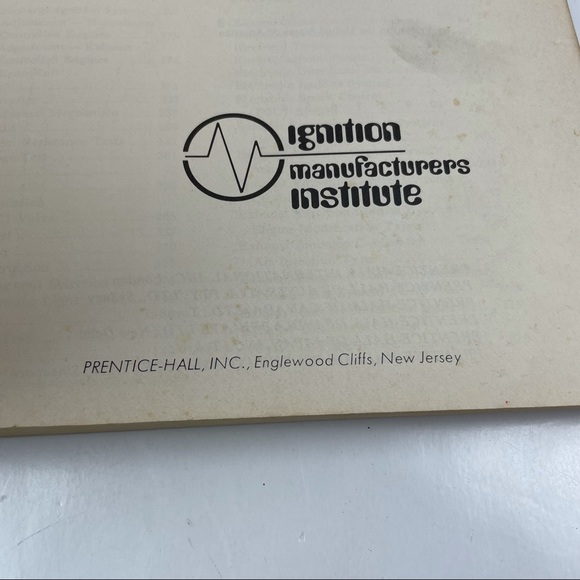 ignition
manufacturers
institute
PRENTICE-HALL, INC., Englewood Cliffs, New Jersey